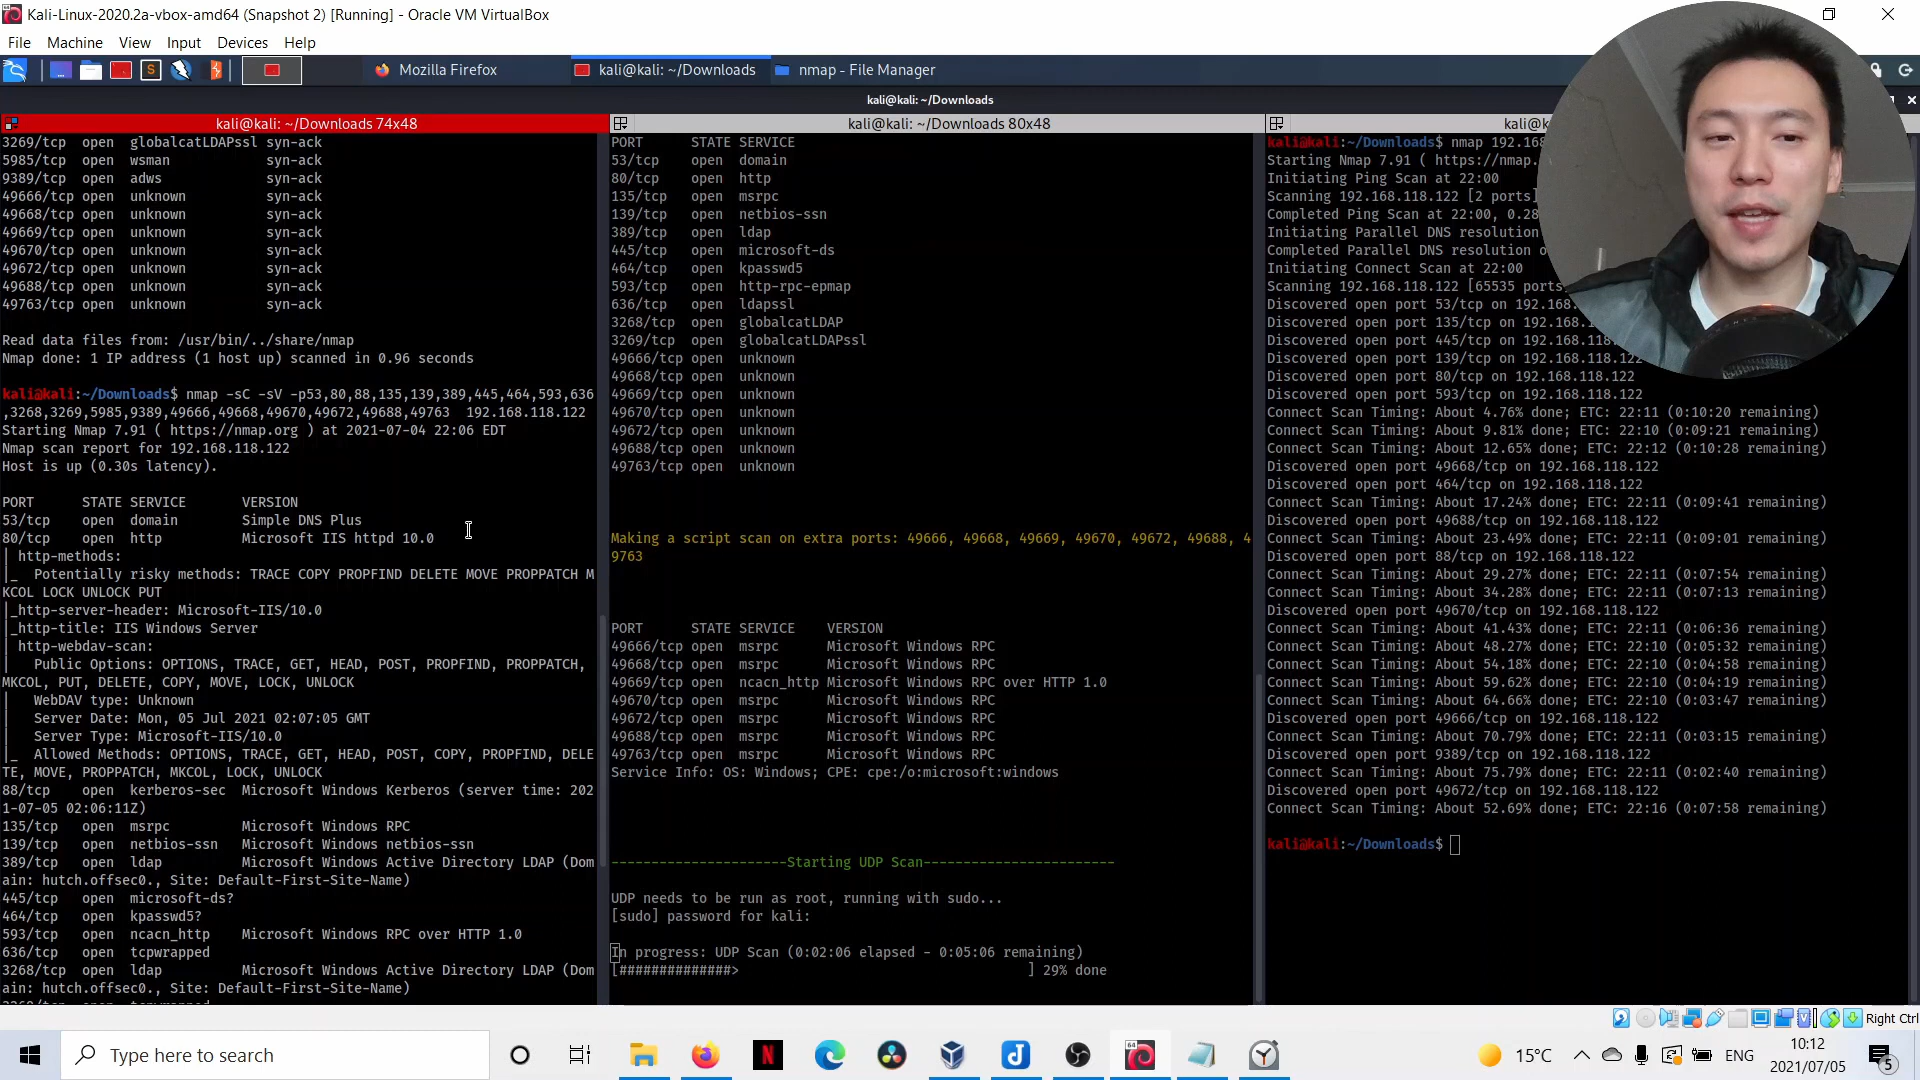 Kali-Linux-2020.2a-vbox-amd64 (Snapshot 2) [Running] - Oracle VM VirtualBox
File Machine View Input Devices Help
Mozilla Firefox
kali@kali: ~/Downloads
nmap - File Manager
kali@kali: ~/Downloads
kali@kali: ~/Downloads 74x48
3269/tcp open globalcatLDAPssl syn-ack
5985/tcp open wsman syn-ack
9389/tcp open adws syn-ack
49666/tcp open unknown syn-ack
49668/tcp open unknown syn-ack
49669/tcp open unknown syn-ack
49670/tcp open unknown syn-ack
49672/tcp open unknown syn-ack
49688/tcp open unknown syn-ack
49763/tcp open unknown syn-ack
Read data files from: /usr/bin/../share/nmap
Nmap done: 1 IP address (1 host up) scanned in 0.96 seconds
kali@kali:~/Downloads$ nmap -sC -sV -p53,80,88,135,139,389,445,464,593,636
,3268,3269,5985,9389,49666,49668,49670,49672,49688,49763 192.168.118.122
Starting Nmap 7.91 ( https://nmap.org ) at 2021-07-04 22:06 EDT
Nmap scan report for 192.168.118.122
Host is up (0.30s latency).
PORT STATE SERVICE VERSION
53/tcp open domain Simple DNS Plus
80/tcp open http Microsoft IIS httpd 10.0
| http-methods:
|_ Potentially risky methods: TRACE COPY PROPFIND DELETE MOVE PROPPATCH M
KCOL LOCK UNLOCK PUT
|_http-server-header: Microsoft-IIS/10.0
|_http-title: IIS Windows Server
| http-webdav-scan:
| Public Options: OPTIONS, TRACE, GET, HEAD, POST, PROPFIND, PROPPATCH,
MKCOL, PUT, DELETE, COPY, MOVE, LOCK, UNLOCK
| WebDAV type: Unknown
| Server Date: Mon, 05 Jul 2021 02:07:05 GMT
| Server Type: Microsoft-IIS/10.0
|_ Allowed Methods: OPTIONS, TRACE, GET, HEAD, POST, COPY, PROPFIND, DELE
TE, MOVE, PROPPATCH, MKCOL, LOCK, UNLOCK
88/tcp open kerberos-sec Microsoft Windows Kerberos (server time: 202
1-07-05 02:06:11Z)
135/tcp open msrpc Microsoft Windows RPC
139/tcp open netbios-ssn Microsoft Windows netbios-ssn
389/tcp open ldap Microsoft Windows Active Directory LDAP (Dom
ain: hutch.offsec0., Site: Default-First-Site-Name)
445/tcp open microsoft-ds?
464/tcp open kpasswd5?
593/tcp open ncacn_http Microsoft Windows RPC over HTTP 1.0
636/tcp open tcpwrapped
3268/tcp open ldap Microsoft Windows Active Directory LDAP (Dom
ain: hutch.offsec0., Site: Default-First-Site-Name)
kali@kali: ~/Downloads 80x48
PORT STATE SERVICE
53/tcp open domain
80/tcp open http
135/tcp open msrpc
139/tcp open netbios-ssn
389/tcp open ldap
445/tcp open microsoft-ds
464/tcp open kpasswd5
593/tcp open http-rpc-epmap
636/tcp open ldapssl
3268/tcp open globalcatLDAP
3269/tcp open globalcatLDAPssl
49666/tcp open unknown
49668/tcp open unknown
49669/tcp open unknown
49670/tcp open unknown
49672/tcp open unknown
49688/tcp open unknown
49763/tcp open unknown
Making a script scan on extra ports: 49666, 49668, 49669, 49670, 49672, 49688, 4
9763
PORT STATE SERVICE VERSION
49666/tcp open msrpc Microsoft Windows RPC
49668/tcp open msrpc Microsoft Windows RPC
49669/tcp open ncacn_http Microsoft Windows RPC over HTTP 1.0
49670/tcp open msrpc Microsoft Windows RPC
49672/tcp open msrpc Microsoft Windows RPC
49688/tcp open msrpc Microsoft Windows RPC
49763/tcp open msrpc Microsoft Windows RPC
Service Info: OS: Windows; CPE: cpe:/o:microsoft:windows
----------------------Starting UDP Scan------------------------
UDP needs to be run as root, running with sudo...
[sudo] password for kali:
In progress: UDP Scan (0:02:06 elapsed - 0:05:06 remaining)
[##############> ] 29% done
kali@k
kali@kali:~/Downloads$ nmap 192.168
Starting Nmap 7.91 ( https://nmap.
Initiating Ping Scan at 22:00
Scanning 192.168.118.122 [2 ports]
Completed Ping Scan at 22:00, 0.28
Initiating Parallel DNS resolution
Completed Parallel DNS resolution o
Initiating Connect Scan at 22:00
Scanning 192.168.118.122 [65535 ports
Discovered open port 53/tcp on 192.168.
Discovered open port 135/tcp on 192.168.1
Discovered open port 445/tcp on 192.168.1
Discovered open port 139/tcp on 192.168.118
Discovered open port 80/tcp on 192.168.118.122
Discovered open port 593/tcp on 192.168.118.122
Connect Scan Timing: About 4.76% done; ETC: 22:11 (0:10:20 remaining)
Connect Scan Timing: About 9.81% done; ETC: 22:10 (0:09:21 remaining)
Connect Scan Timing: About 12.65% done; ETC: 22:12 (0:10:28 remaining)
Discovered open port 49668/tcp on 192.168.118.122
Discovered open port 464/tcp on 192.168.118.122
Connect Scan Timing: About 17.24% done; ETC: 22:11 (0:09:41 remaining)
Discovered open port 49688/tcp on 192.168.118.122
Connect Scan Timing: About 23.49% done; ETC: 22:11 (0:09:01 remaining)
Discovered open port 88/tcp on 192.168.118.122
Connect Scan Timing: About 29.27% done; ETC: 22:11 (0:07:54 remaining)
Connect Scan Timing: About 34.28% done; ETC: 22:11 (0:07:13 remaining)
Discovered open port 49670/tcp on 192.168.118.122
Connect Scan Timing: About 41.43% done; ETC: 22:11 (0:06:36 remaining)
Connect Scan Timing: About 48.27% done; ETC: 22:10 (0:05:32 remaining)
Connect Scan Timing: About 54.18% done; ETC: 22:10 (0:04:58 remaining)
Connect Scan Timing: About 59.62% done; ETC: 22:10 (0:04:19 remaining)
Connect Scan Timing: About 64.66% done; ETC: 22:10 (0:03:47 remaining)
Discovered open port 49666/tcp on 192.168.118.122
Connect Scan Timing: About 70.79% done; ETC: 22:11 (0:03:15 remaining)
Discovered open port 9389/tcp on 192.168.118.122
Connect Scan Timing: About 75.79% done; ETC: 22:11 (0:02:40 remaining)
Discovered open port 49672/tcp on 192.168.118.122
Connect Scan Timing: About 52.69% done; ETC: 22:16 (0:07:58 remaining)
kali@kali:~/Downloads$
Right Ctrl
Type here to search
15°C
ENG
10:12
2021/07/05
5